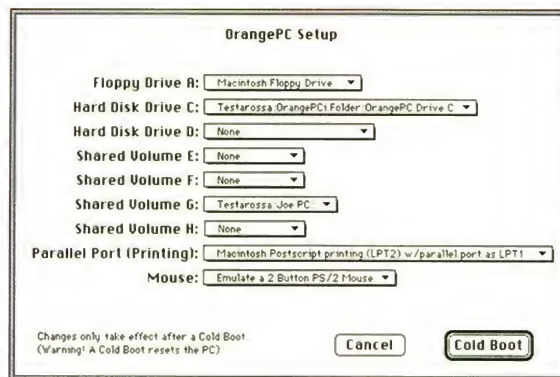 OrangePC Setup
Floppy Drive A: Macintosh Floppy Drive
Hard Disk Drive C: Testarossa:OrangePC1 Folder:OrangePC Drive C
Hard Disk Drive D: None
Shared Volume E: None
Shared Volume F: None
Shared Volume G: Testarossa:Joe PC:
Shared Volume H: None
Parallel Port (Printing): Macintosh Postscript printing (LPT2) w/parallel port as LPT1
Mouse: Emulate a 2 Button PS/2 Mouse
Changes only take effect after a Cold Boot.
(Warning! A Cold Boot resets the PC)
Cancel
Cold Boot